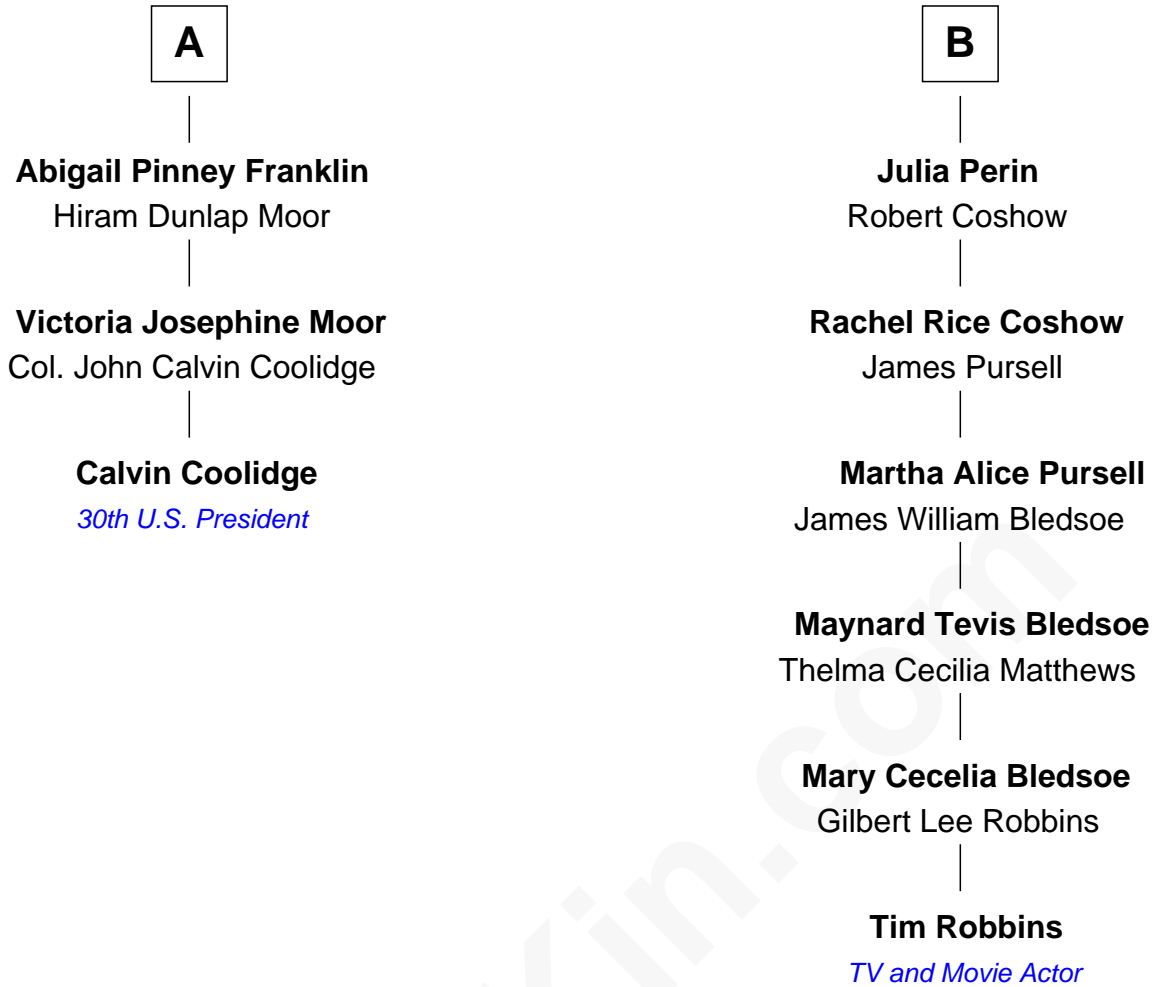 A
Abigail Pinney Franklin
Hiram Dunlap Moor
Victoria Josephine Moor
Col. John Calvin Coolidge
Calvin Coolidge
30th U.S. President
B
Julia Perin
Robert Coshow
Rachel Rice Coshow
James Pursell
Martha Alice Pursell
James William Bledsoe
Maynard Tevis Bledsoe
Thelma Cecilia Matthews
Mary Cecelia Bledsoe
Gilbert Lee Robbins
Tim Robbins
TV and Movie Actor
Kin.com